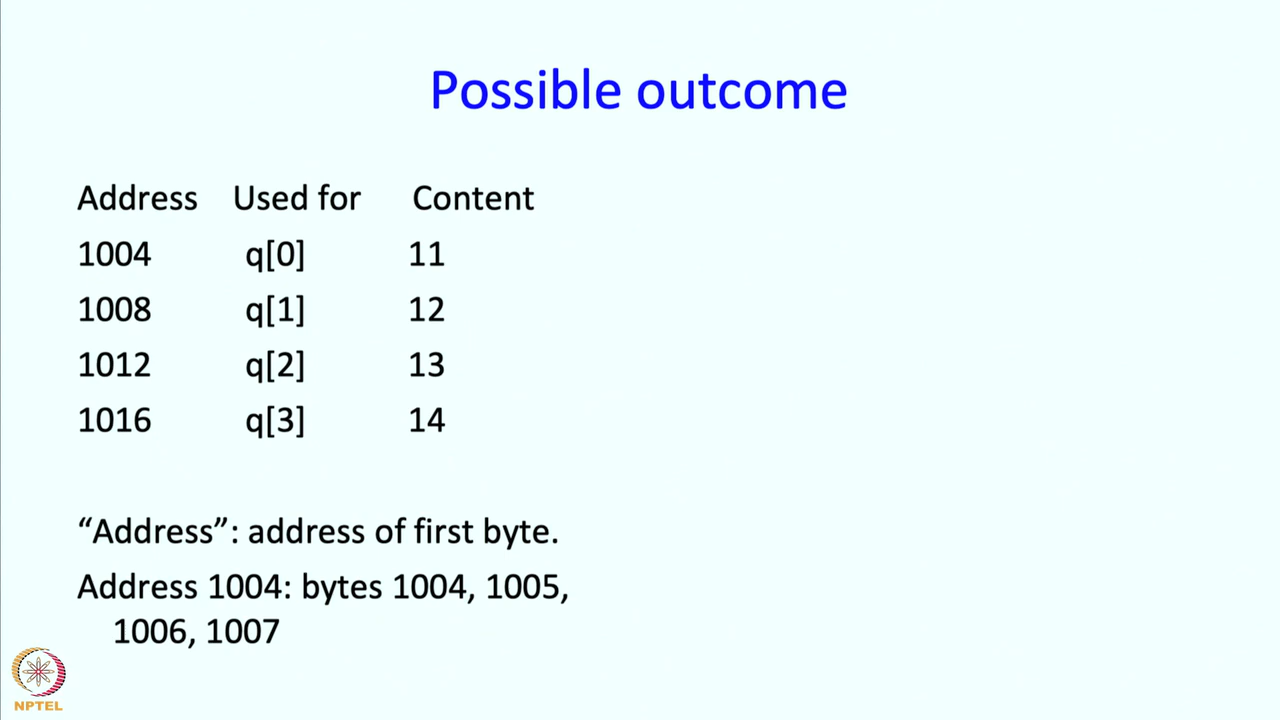 Possible outcome
Address Used for Content
1004 q[0] 11
1008 q[1] 12
1012 q[2] 13
1016 q[3] 14
“Address”: address of first byte.
Address 1004: bytes 1004, 1005,
1006, 1007
NPTEL